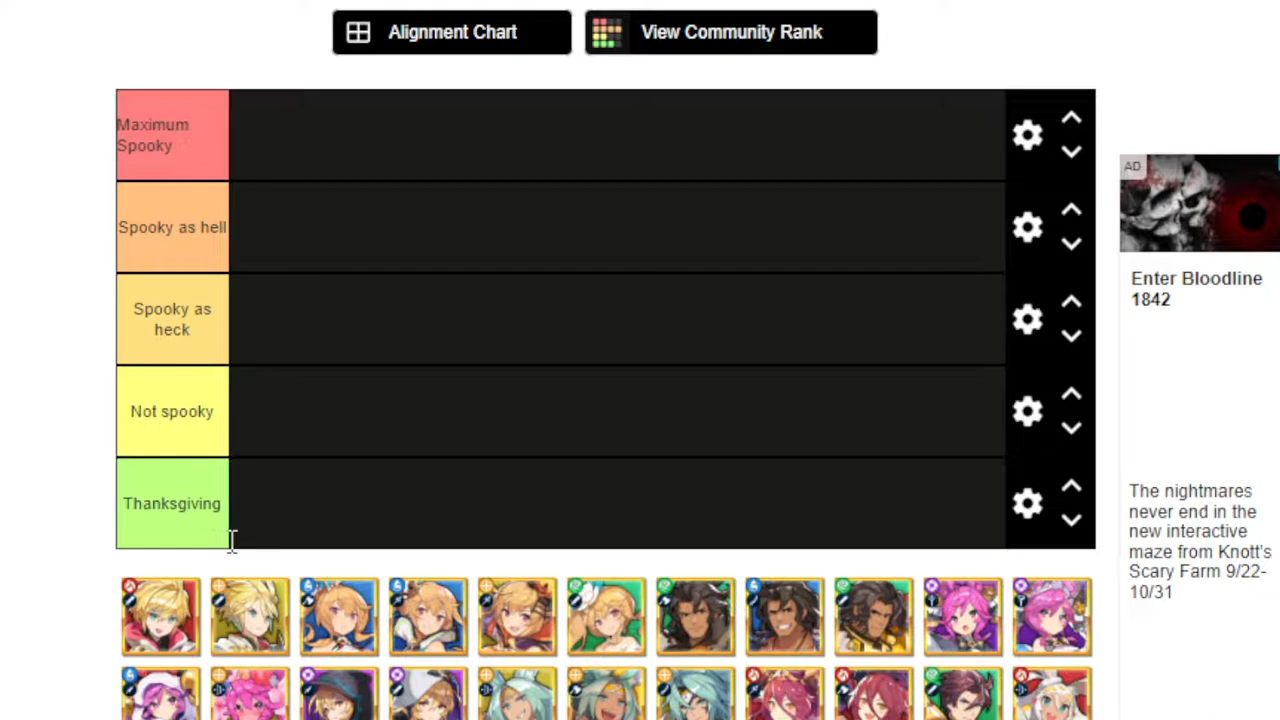 Alignment Chart
View Community Rank
Maximum
Spooky
Spooky as hell
Spooky as
heck
Not spooky
Thanksgiving
AD
Enter Bloodline
1842
The nightmares
never end in the
new interactive
maze from Knott's
Scary Farm 9/22-
10/31